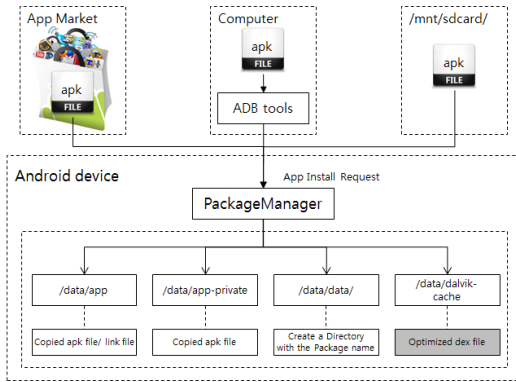 App Market
Computer
/mnt/sdcard/
apk
FILE
apk
FILE
apk
FILE
ADB tools
Android device
App Install Request
PackageManager
/data/app
/data/app-private
/data/data/
/data/dalvik-
cache
Copied apk file/ link file
Copied apk file
Create a Directory
with the Package name
Optimized dex file